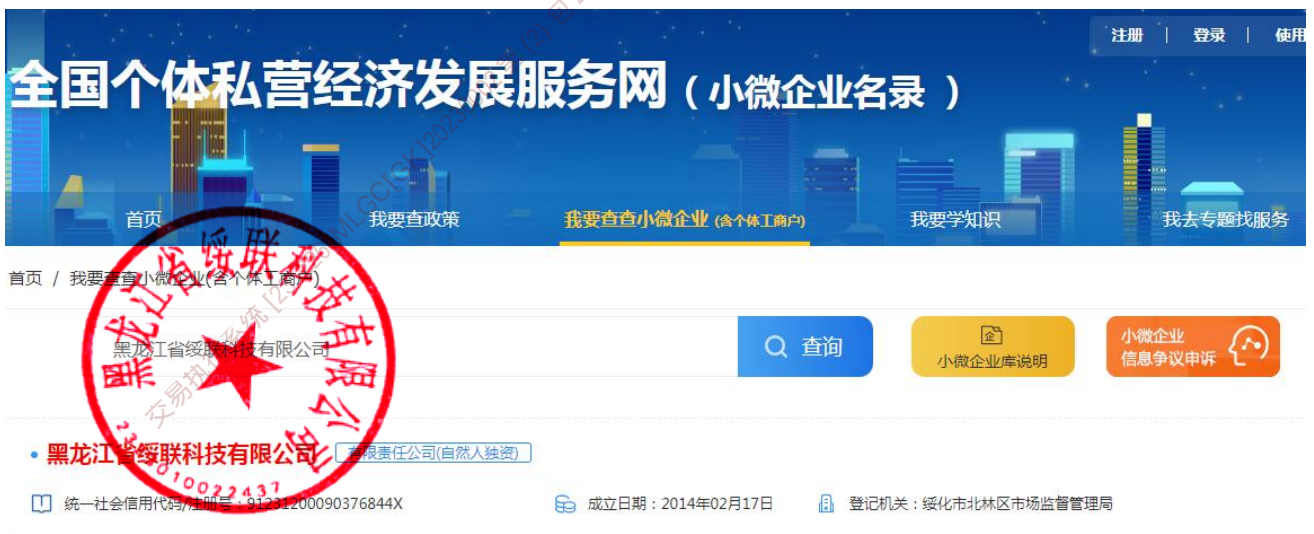 注册 | 登录 | 使用
全国个体私营经济发展服务网（小微企业名录 ）
首页 我要查政策 我要查查小微企业 (含个体工商户) 我要学知识 我去专题找服务
首页 / 我要查查小微企业(含个体工商户)
黑龙江省绥联科技有限公司
查询
企
小微企业库说明
小微企业
信息争议申诉
黑龙江省绥联科技有限公司 有限责任公司(自然人独资)
统一社会信用代码/注册号：91231200090376844X 成立日期：2014年02月17日 登记机关：绥化市北林区市场监督管理局
黑龙江省绥联科技有限公司
交易执行系统